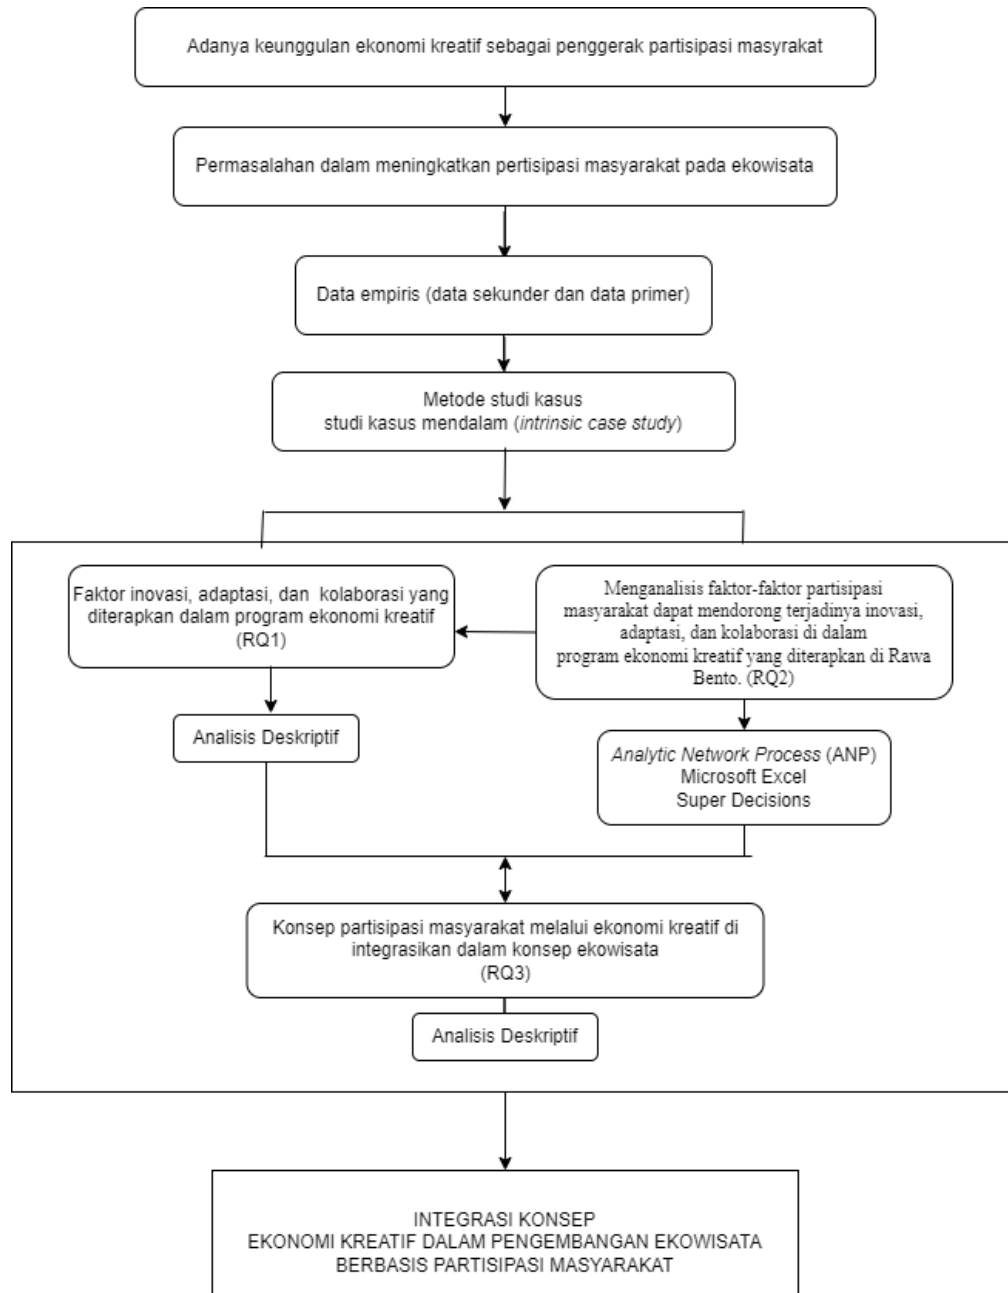 Adanya keunggulan ekonomi kreatif sebagai penggerak partisipasi masyrakat
Permasalahan dalam meningkatkan pertisipasi masyarakat pada ekowisata
Data empiris (data sekunder dan data primer)
Metode studi kasus
studi kasus mendalam (intrinsic case study)
Faktor inovasi, adaptasi, dan kolaborasi yang
diterapkan dalam program ekonomi kreatif
(RQ1)
Menganalisis faktor-faktor partisipasi
masyarakat dapat mendorong terjadinya inovasi,
adaptasi, dan kolaborasi di dalam
program ekonomi kreatif yang diterapkan di Rawa
Bento. (RQ2)
Analisis Deskriptif
Analytic Network Process (ANP)
Microsoft Excel
Super Decisions
Konsep partisipasi masyarakat melalui ekonomi kreatif di
integrasikan dalam konsep ekowisata
(RQ3)
Analisis Deskriptif
INTEGRASI KONSEP
EKONOMI KREATIF DALAM PENGEMBANGAN EKOWISATA
BERBASIS PARTISIPASI MASYARAKAT